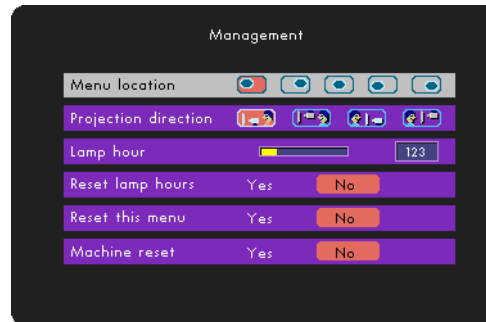 Management
Menu location
Projection direction
Lamp hour 123
Reset lamp hours Yes No
Reset this menu Yes No
Machine reset Yes No